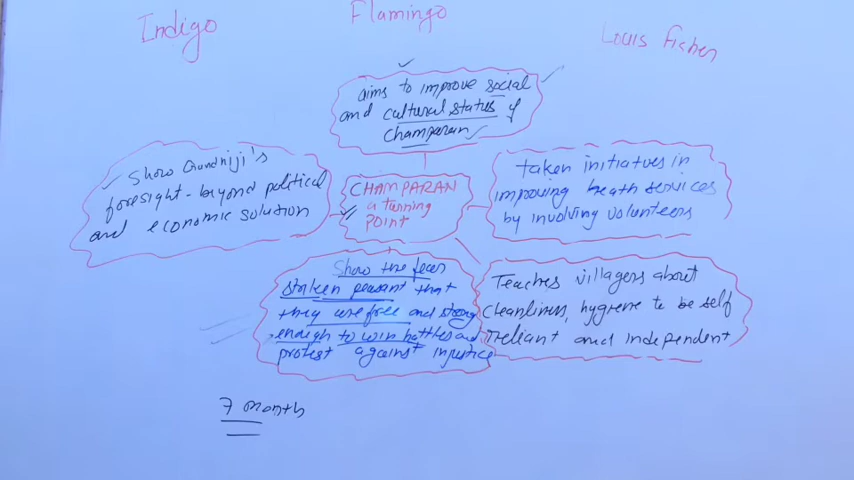 Indigo
Flamingo
Louis Fisher
aims to improve social
and cultural status of
Champaran
Show Gandhiji's
foresight - beyond political
and economic solution
CHAMPARAN
a turning
POINT
taken initiatives in
improving heath services
by involving volunteers
Show the fear
striken peasant that
they are free and strong
enough to win battles and
protest against injustice
Teaches villagers about
cleanliness, hygiene to be self
reliant and independent
7 month